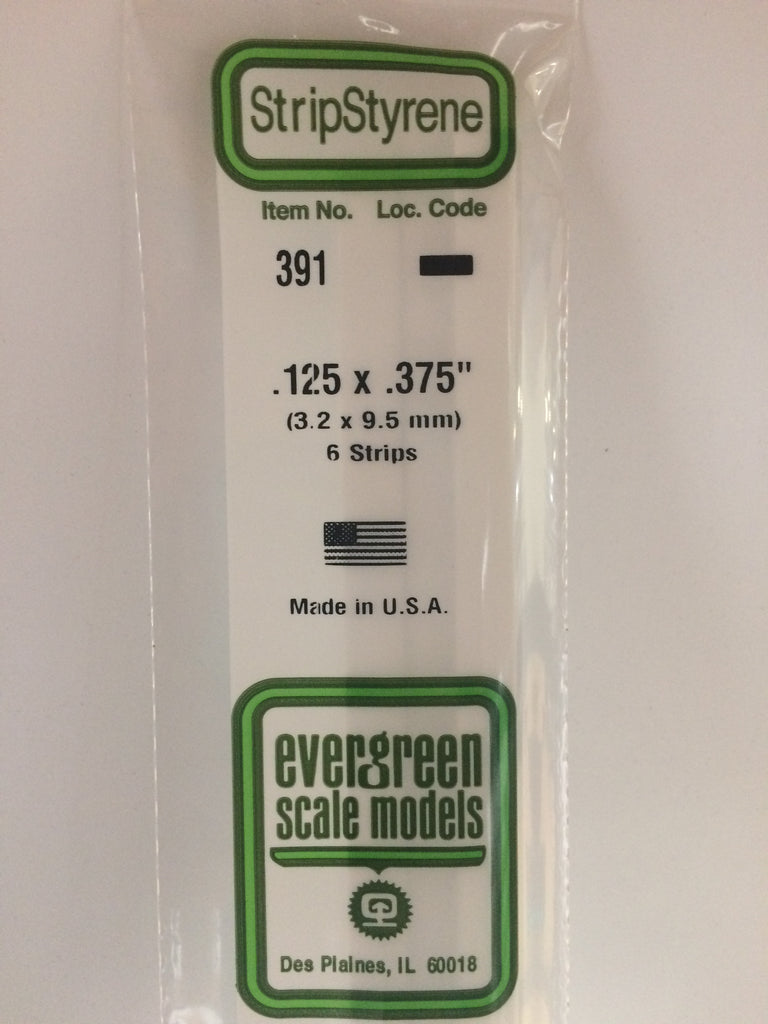 StripStyrene
Item No. Loc. Code
391
.125 x .375"
(3.2 x 9.5 mm)
6 Strips
Made in U.S.A.
evergreen
scale models
Des Plaines, IL 60018